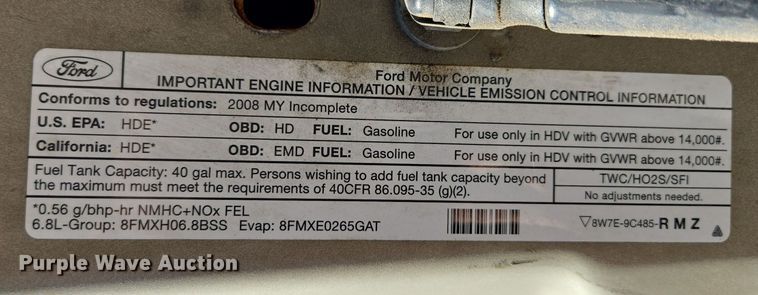 Ford
Ford Motor Company
IMPORTANT ENGINE INFORMATION / VEHICLE EMISSION CONTROL INFORMATION
Conforms to regulations: 2008 MY Incomplete
U.S. EPA: HDE* OBD: HD FUEL: Gasoline For use only in HDV with GVWR above 14,000#.
California: HDE* OBD: EMD FUEL: Gasoline For use only in HDV with GVWR above 14,000#.
Fuel Tank Capacity: 40 gal max. Persons wishing to add fuel tank capacity beyond
the maximum must meet the requirements of 40CFR 86.095-35 (g)(2).
TWC/HO2S/SFI
No adjustments needed.
*0.56 g/bhp-hr NMHC+NOx FEL
6.8L-Group: 8FMXH06.8BSS Evap: 8FMXE0265GAT
▽8W7E-9C485-RMZ
Purple Wave Auction